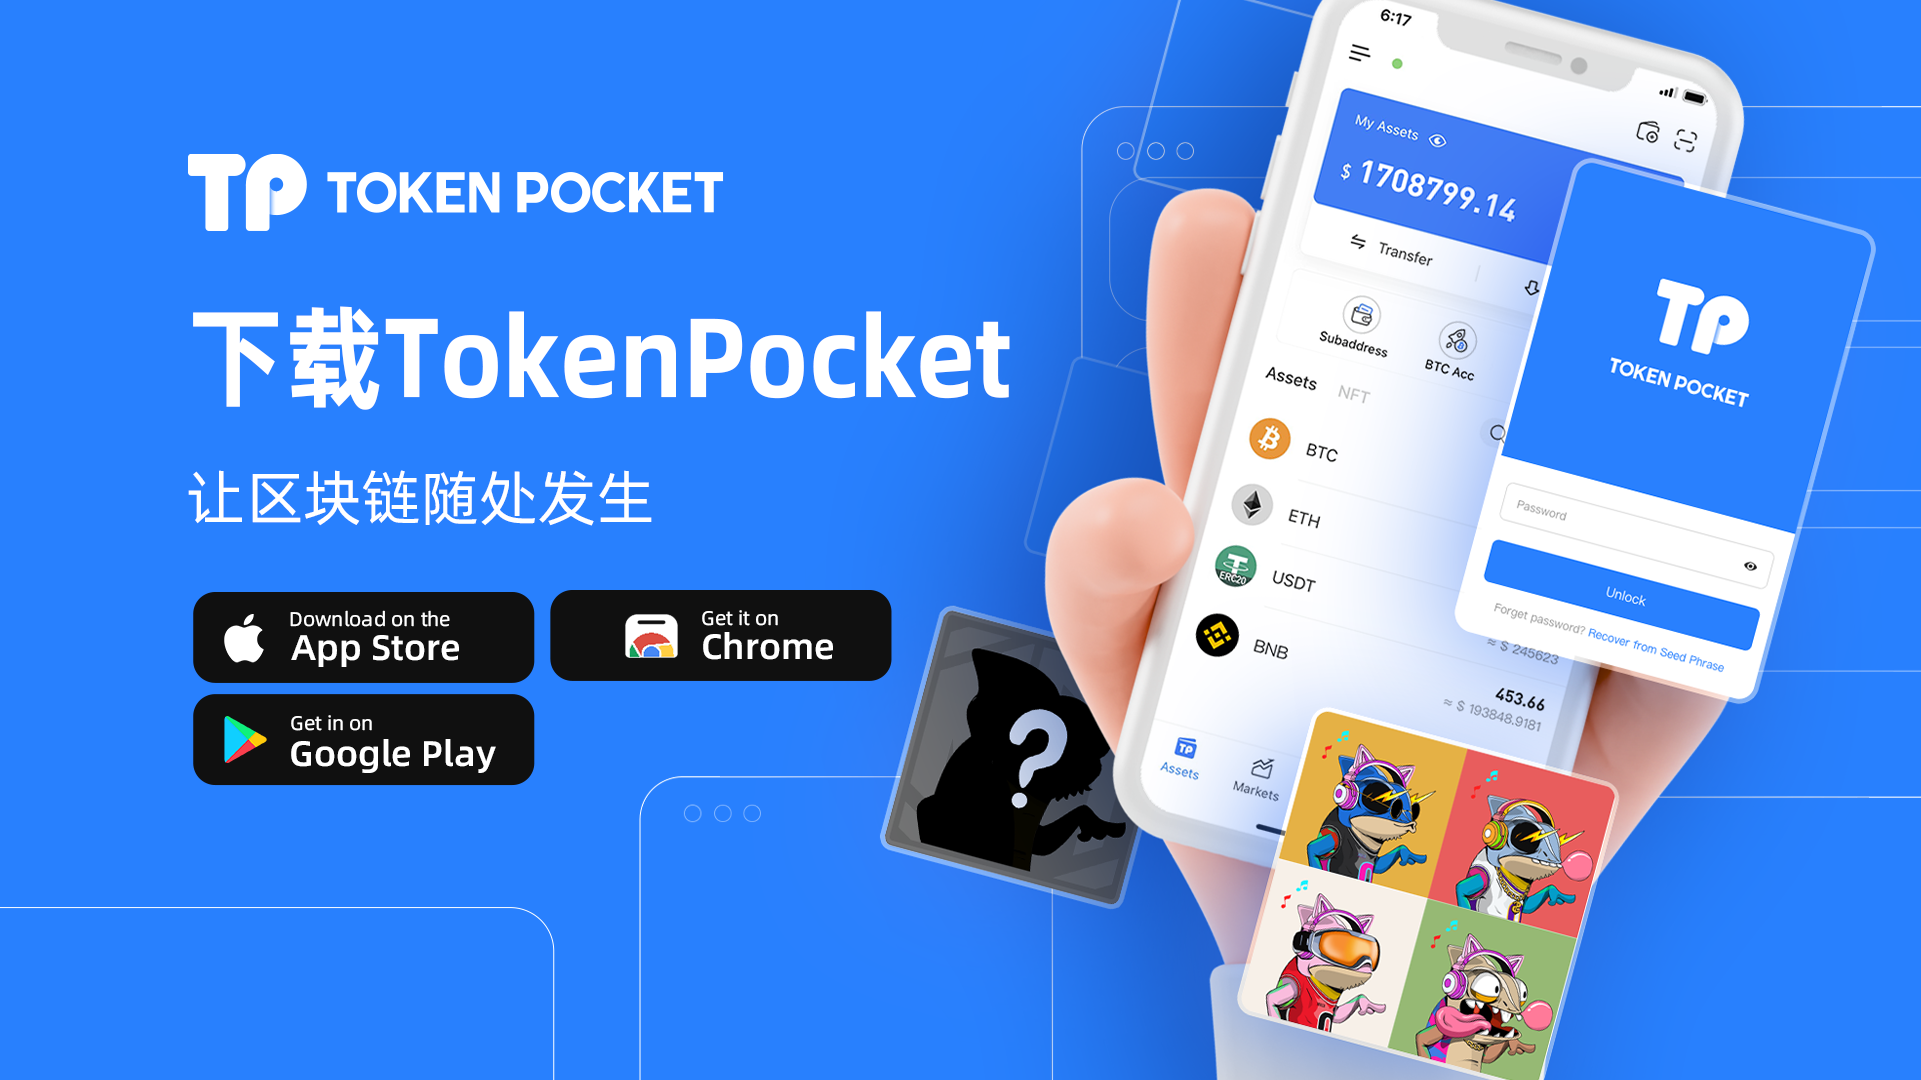 TP TOKEN POCKET
下载TokenPocket
让区块链随处发生
Download on the
App Store
Get it on
Chrome
Get in on
Google Play
6:17
My Assets
$ 1708799.14
Transfer
Subaddress
BTC Acc
Assets NFT
BTC
ETH
ERC20
USDT
BNB
≈ $ 245623
453.66
≈ $ 193848.9181
TP
Assets
Markets
TP
TOKEN POCKET
Password
Unlock
Forget password? Recover from Seed Phrase
?